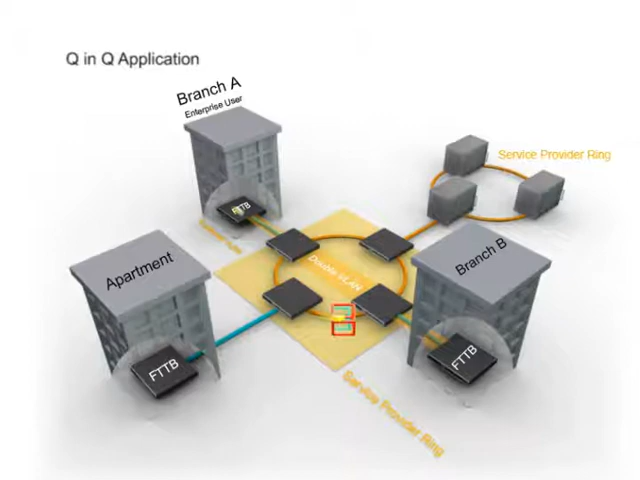 Q in Q Application
Branch A
Enterprise User
Service Provider Ring
FTTB
Double VLAN
Branch B
Apartment
FTTB
FTTB
Service Provider Ring